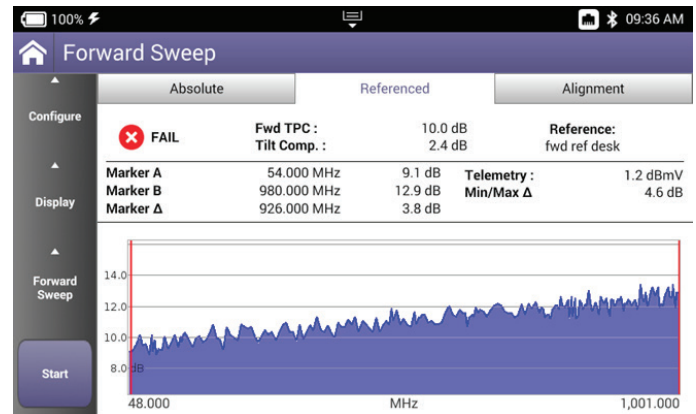 100% 09:36 AM
Forward Sweep
Absolute Referenced Alignment
Configure
FAIL
Fwd TPC : 10.0 dB
Tilt Comp. : 2.4 dB
Reference:
fwd ref desk
Marker A 54.000 MHz 9.1 dB
Marker B 980.000 MHz 12.9 dB
Marker Δ 926.000 MHz 3.8 dB
Telemetry : 1.2 dBmV
Min/Max Δ 4.6 dB
Display
Forward
Sweep
Start
14.0
12.0
10.0
8.0 dB
48.000 MHz 1,001.000